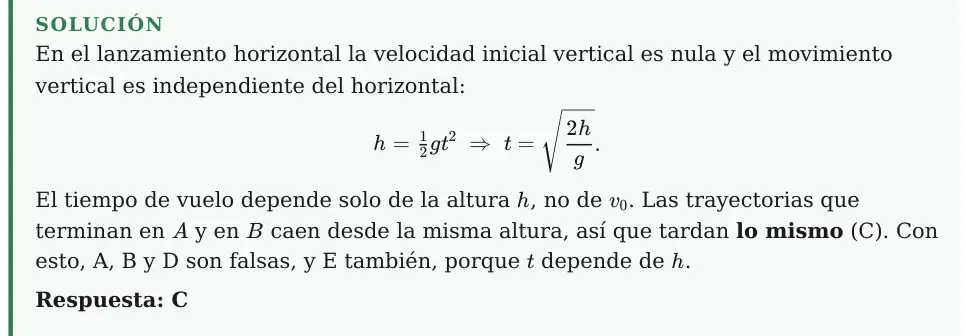 SOLUCIÓN
En el lanzamiento horizontal la velocidad inicial vertical es nula y el movimiento
vertical es independiente del horizontal:
h = ½gt² ⇒ t = √(2h/g).
El tiempo de vuelo depende solo de la altura h, no de v₀. Las trayectorias que
terminan en A y en B caen desde la misma altura, así que tardan lo mismo (C). Con
esto, A, B y D son falsas, y E también, porque t depende de h.
Respuesta: C